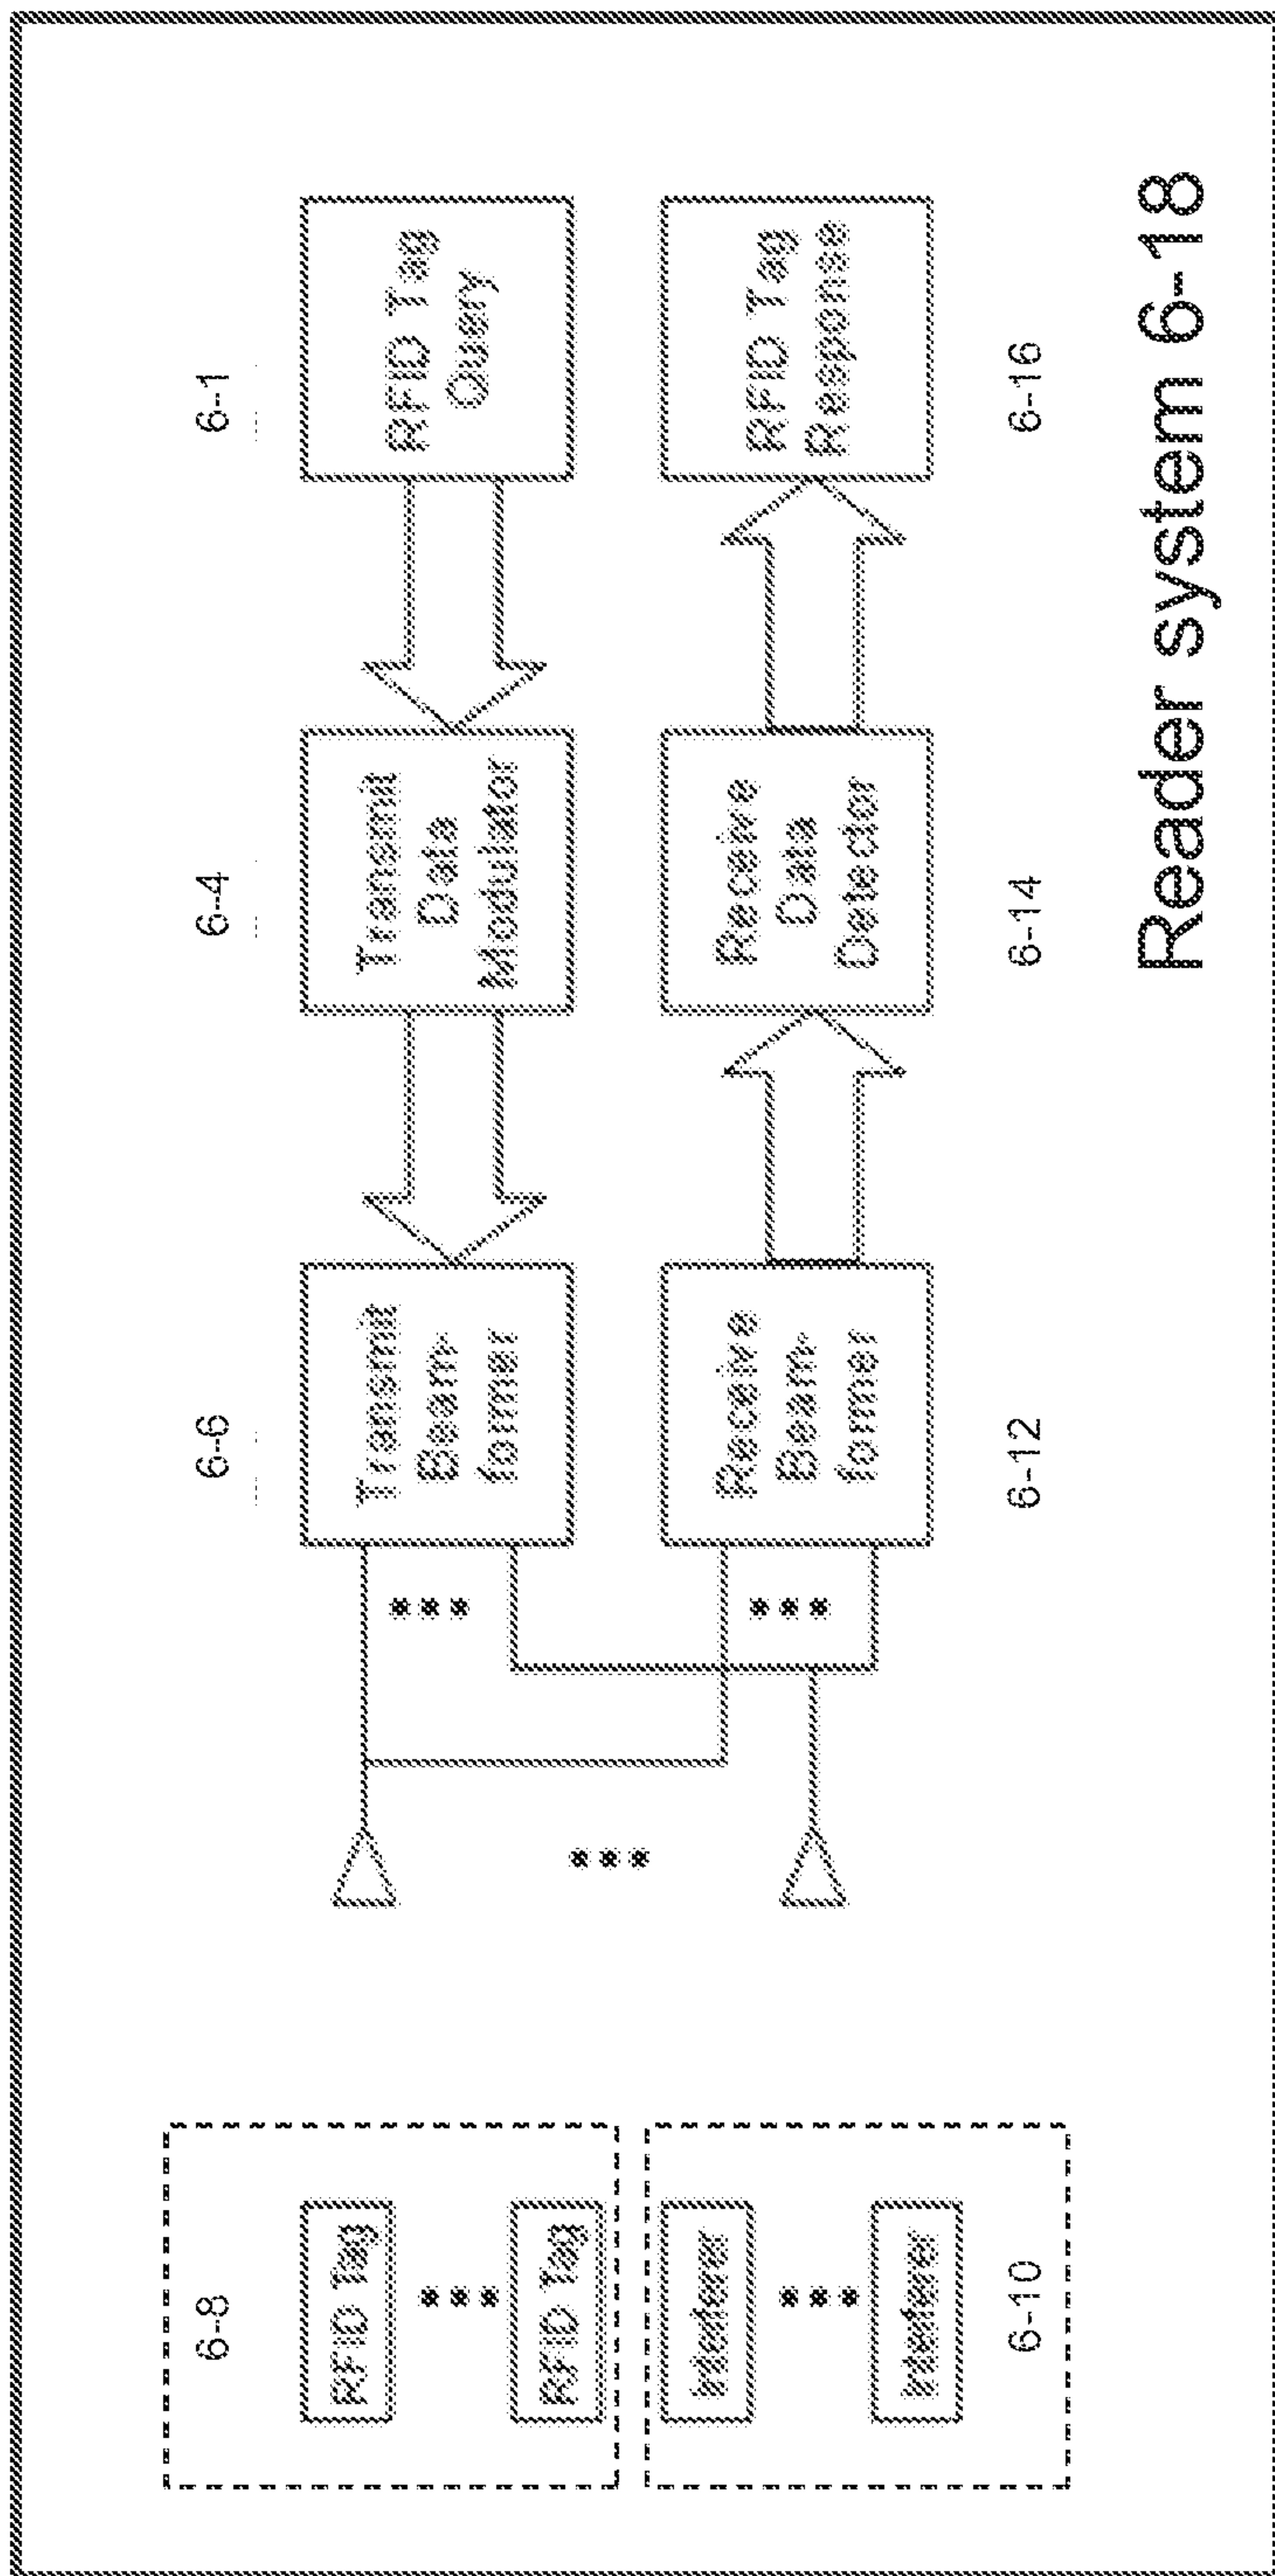 6-8
6-6
6-4
6-1
RFID Tag
RFID Tag
Transmit
Beam-
former
Transmit
Data
Modulator
RFID Tag
Query
Interferer
Interferer
Receive
Beam-
former
Receive
Data
Detector
RFID Tag
Response
6-10
6-12
6-14
6-16
Reader system 6-18